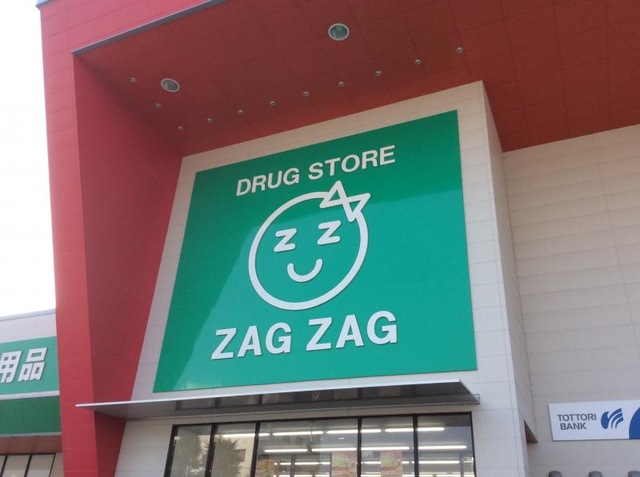 DRUG STORE
Z Z
ZAG ZAG
用品
TOTTORI
BANK